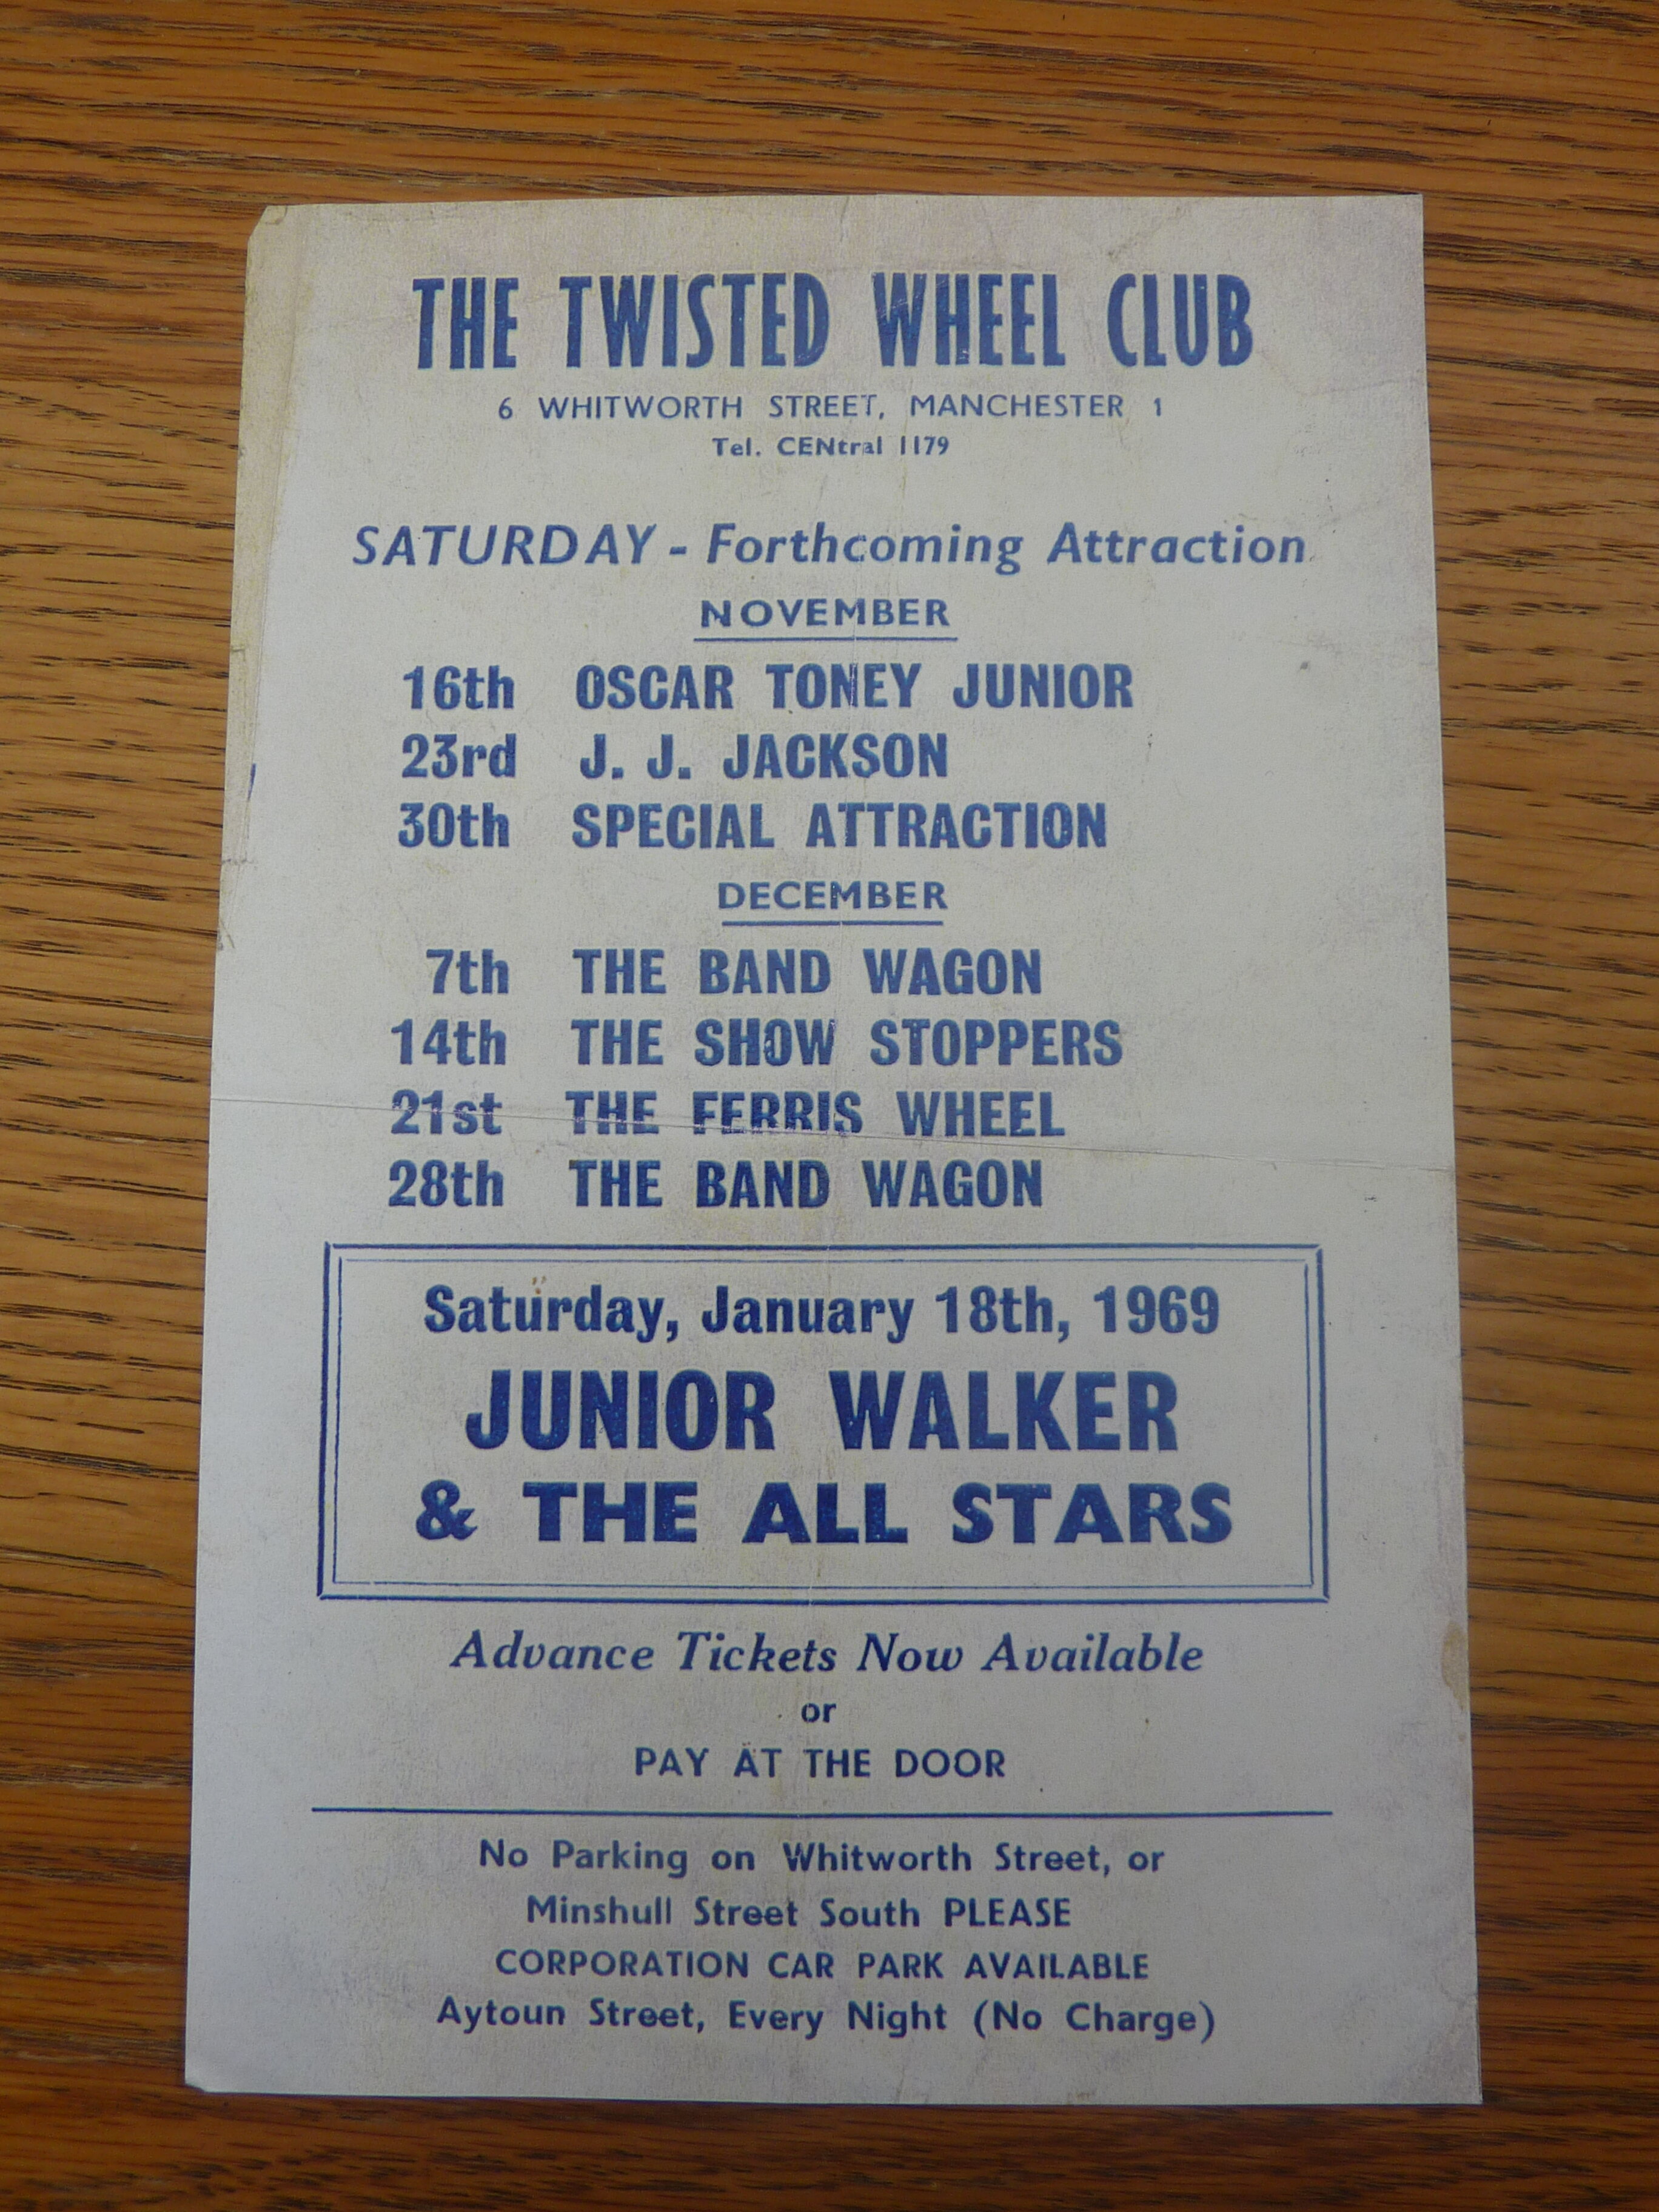 THE TWISTED WHEEL CLUB
6 WHITWORTH STREET, MANCHESTER 1
Tel. CENtral 1179
SATURDAY - Forthcoming Attraction
NOVEMBER
16th OSCAR TONEY JUNIOR
23rd J. J. JACKSON
30th SPECIAL ATTRACTION
DECEMBER
7th THE BAND WAGON
14th THE SHOW STOPPERS
21st THE FERRIS WHEEL
28th THE BAND WAGON
Saturday, January 18th, 1969
JUNIOR WALKER
& THE ALL STARS
Advance Tickets Now Available
or
PAY AT THE DOOR
No Parking on Whitworth Street, or
Minshull Street South PLEASE
CORPORATION CAR PARK AVAILABLE
Aytoun Street, Every Night (No Charge)